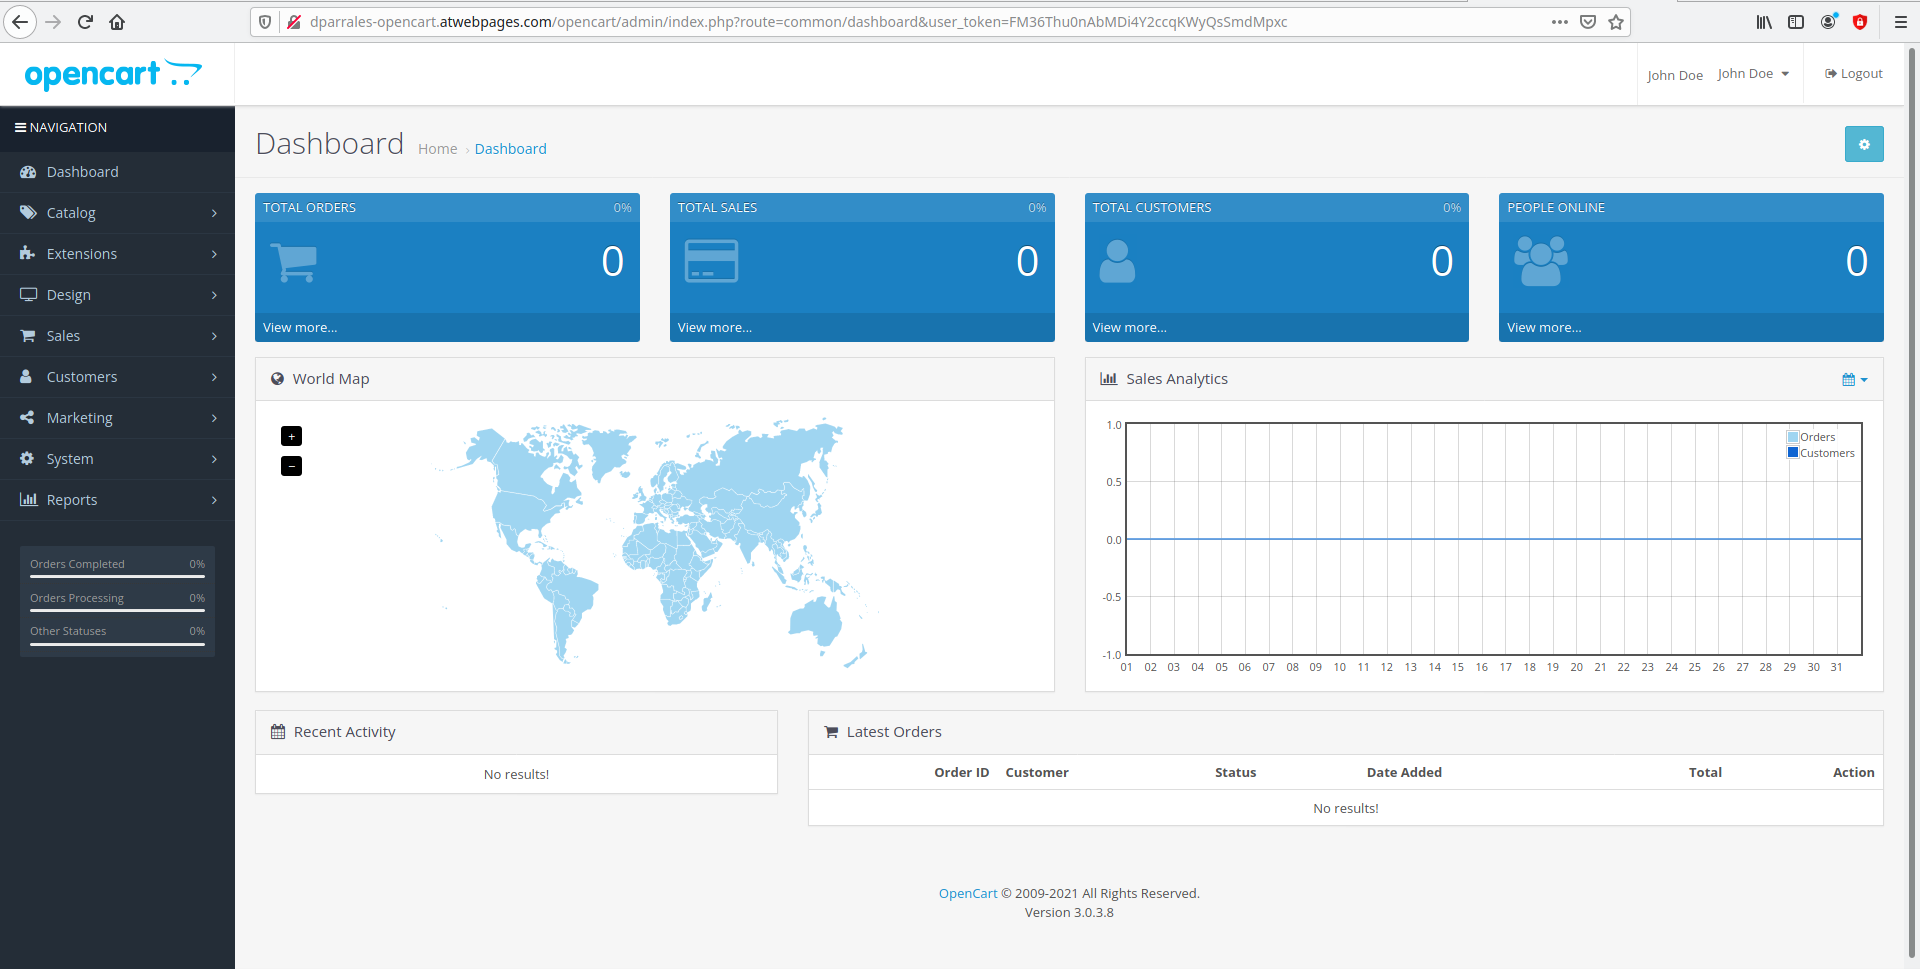 dparrales-opencart.atwebpages.com/opencart/admin/index.php?route=common/dashboard&user_token=FM36Thu0nAbMDi4Y2ccqKWyQsSmdMpxc
opencart
John Doe
John Doe
Logout
NAVIGATION
Dashboard
Catalog
Extensions
Design
Sales
Customers
Marketing
System
Reports
Orders Completed 0%
Orders Processing 0%
Other Statuses 0%
Dashboard
Home › Dashboard
TOTAL ORDERS 0%
0
View more...
TOTAL SALES 0%
0
View more...
TOTAL CUSTOMERS 0%
0
View more...
PEOPLE ONLINE
0
View more...
World Map
+
−
Sales Analytics
Orders
Customers
1.0
0.5
0.0
-0.5
-1.0
01 02 03 04 05 06 07 08 09 10 11 12 13 14 15 16 17 18 19 20 21 22 23 24 25 26 27 28 29 30 31
Recent Activity
No results!
Latest Orders
Order ID Customer Status Date Added Total Action
No results!
OpenCart © 2009-2021 All Rights Reserved.
Version 3.0.3.8